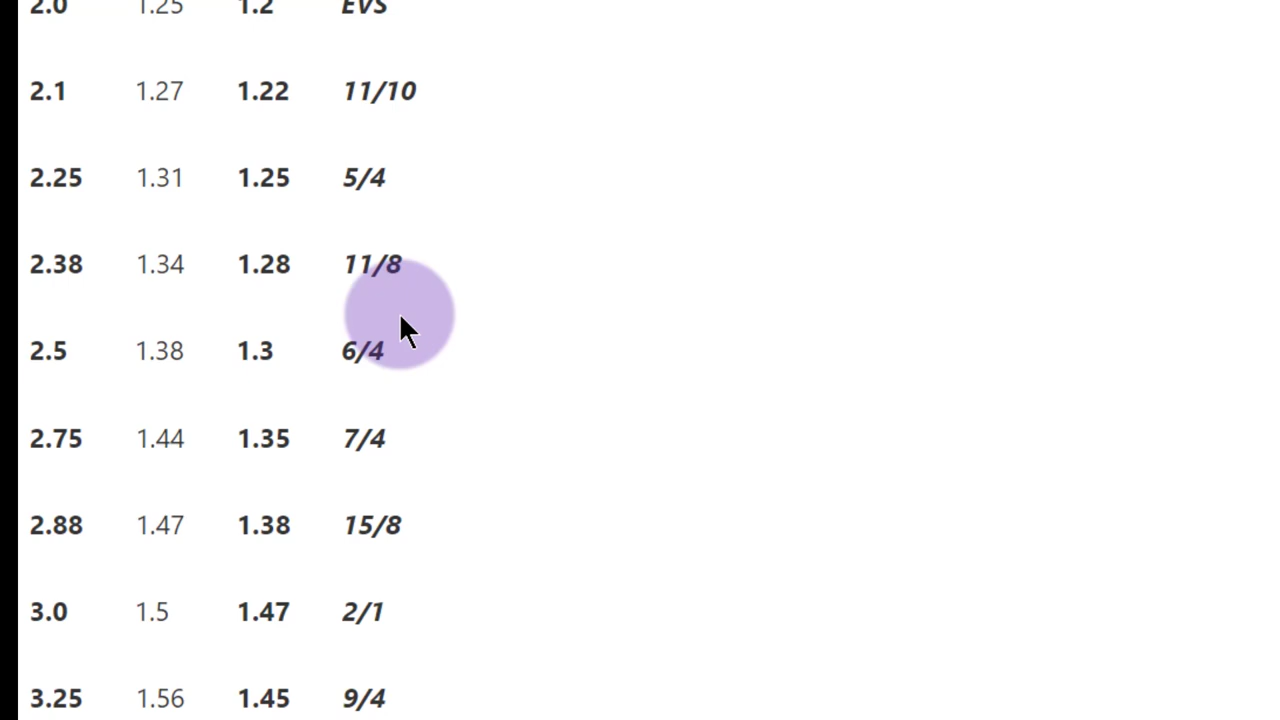 2.0 1.25 1.2 EVS
2.1 1.27 1.22 11/10
2.25 1.31 1.25 5/4
2.38 1.34 1.28 11/8
2.5 1.38 1.3 6/4
2.75 1.44 1.35 7/4
2.88 1.47 1.38 15/8
3.0 1.5 1.47 2/1
3.25 1.56 1.45 9/4